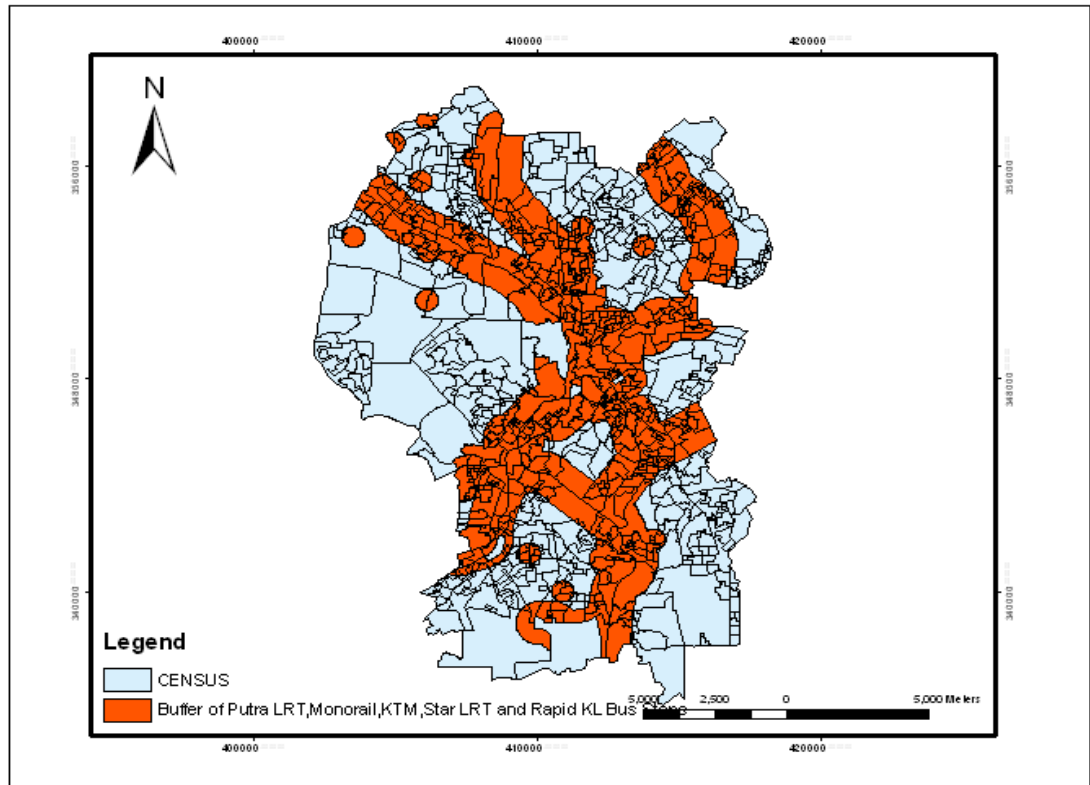 400000 410000 420000
N
356000 356000
348000 348000
340000 340000
Legend
CENSUS
Buffer of Putra LRT,Monorail,KTM,Star LRT and Rapid KL Bus
5,000 2,500 0 5,000 Meters
400000 410000 420000